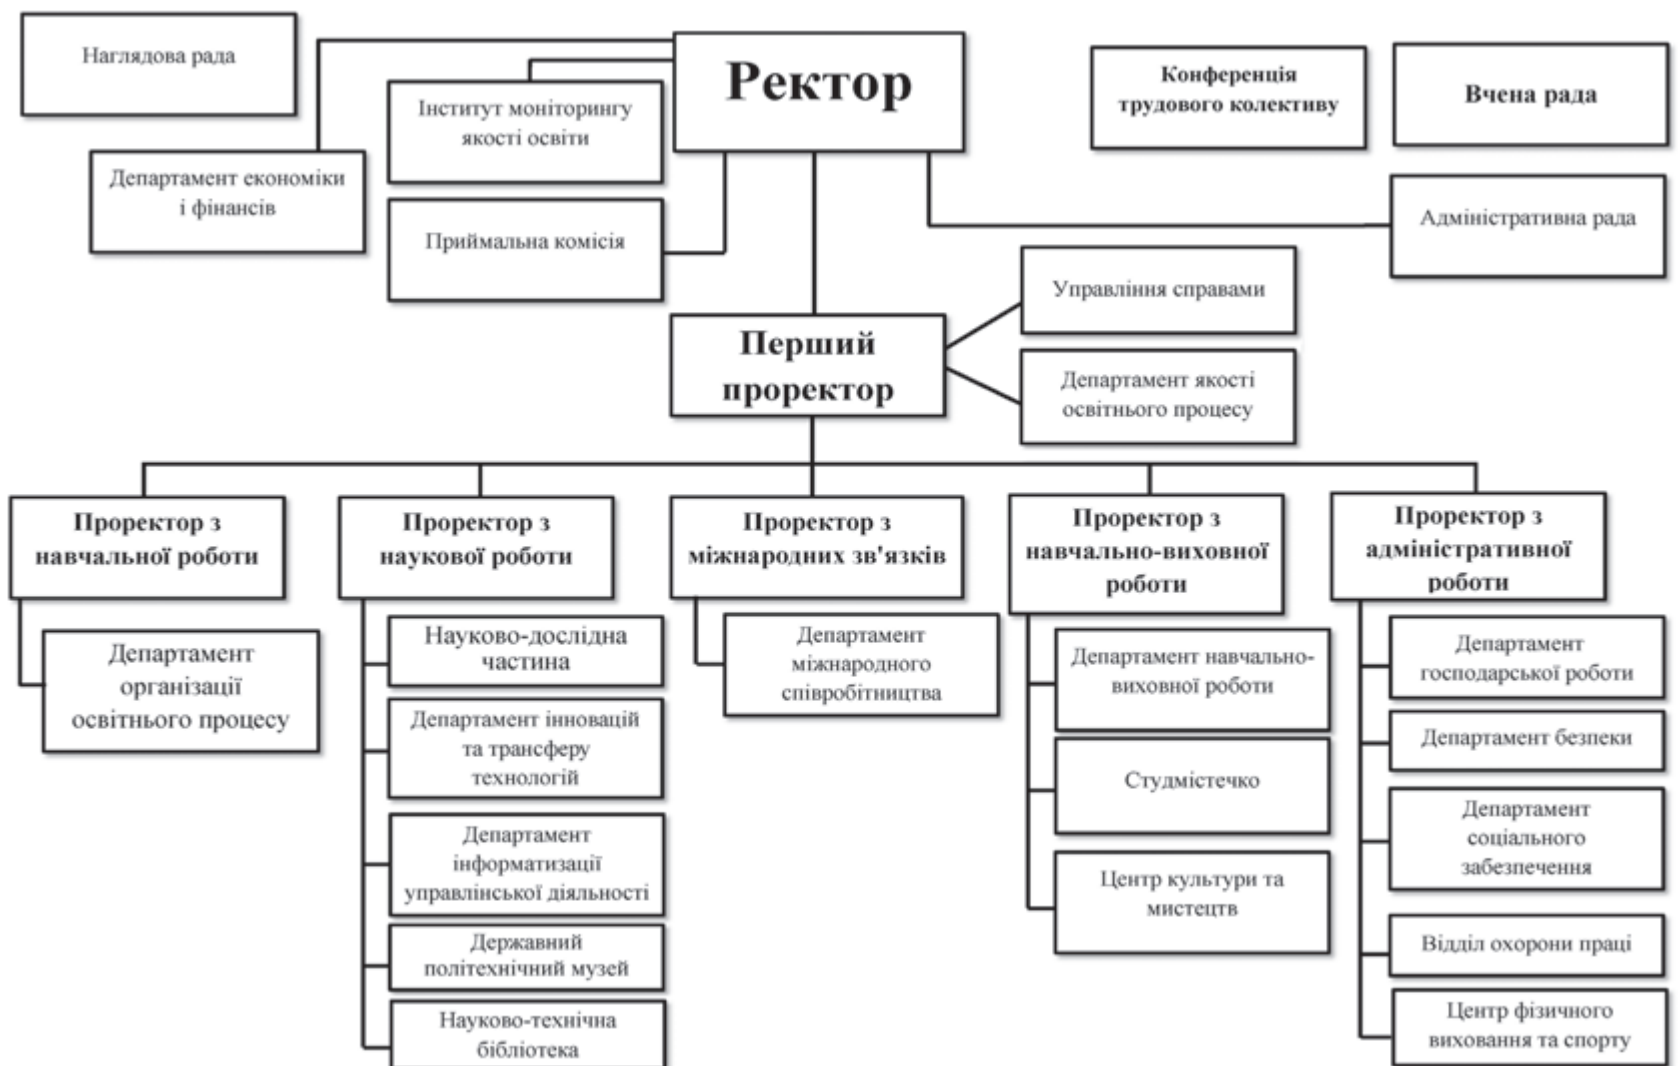 Наглядова рада
Ректор
Конференція
трудового колективу
Вчена рада
Інститут моніторингу
якості освіти
Департамент економіки
і фінансів
Приймальна комісія
Адміністративна рада
Управління справами
Перший
проректор
Департамент якості
освітнього процесу
Проректор з
навчальної роботи
Проректор з
наукової роботи
Проректор з
міжнародних зв'язків
Проректор з
навчально-виховної
роботи
Проректор з
адміністративної
роботи
Департамент
організації
освітнього процесу
Науково-дослідна
частина
Департамент інновацій
та трансферу
технологій
Департамент
інформатизації
управлінської діяльності
Державний
політехнічний музей
Науково-технічна
бібліотека
Департамент
міжнародного
співробітництва
Департамент навчально-
виховної роботи
Студмістечко
Центр культури та
мистецтв
Департамент
господарської роботи
Департамент безпеки
Департамент
соціального
забезпечення
Відділ охорони праці
Центр фізичного
виховання та спорту